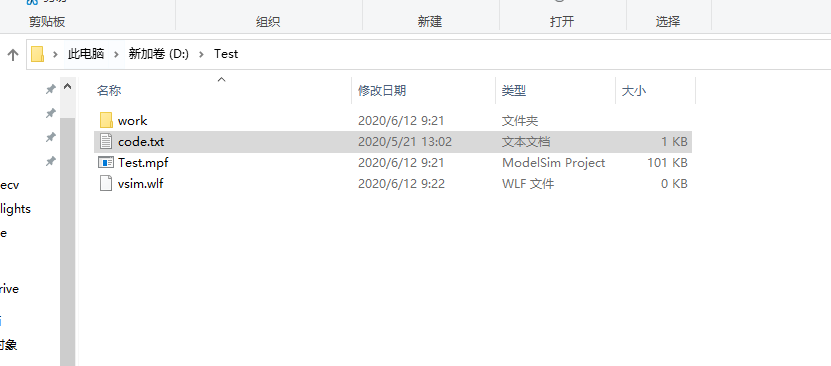 剪贴板 组织 新建 打开 选择
此电脑 新加卷 (D:) Test
名称 修改日期 类型 大小
work 2020/6/12 9:21 文件夹
code.txt 2020/5/21 13:02 文本文档 1 KB
Test.mpf 2020/6/12 9:21 ModelSim Project 101 KB
vsim.wlf 2020/6/12 9:22 WLF 文件 0 KB
ecv
lights
e
rive
对象